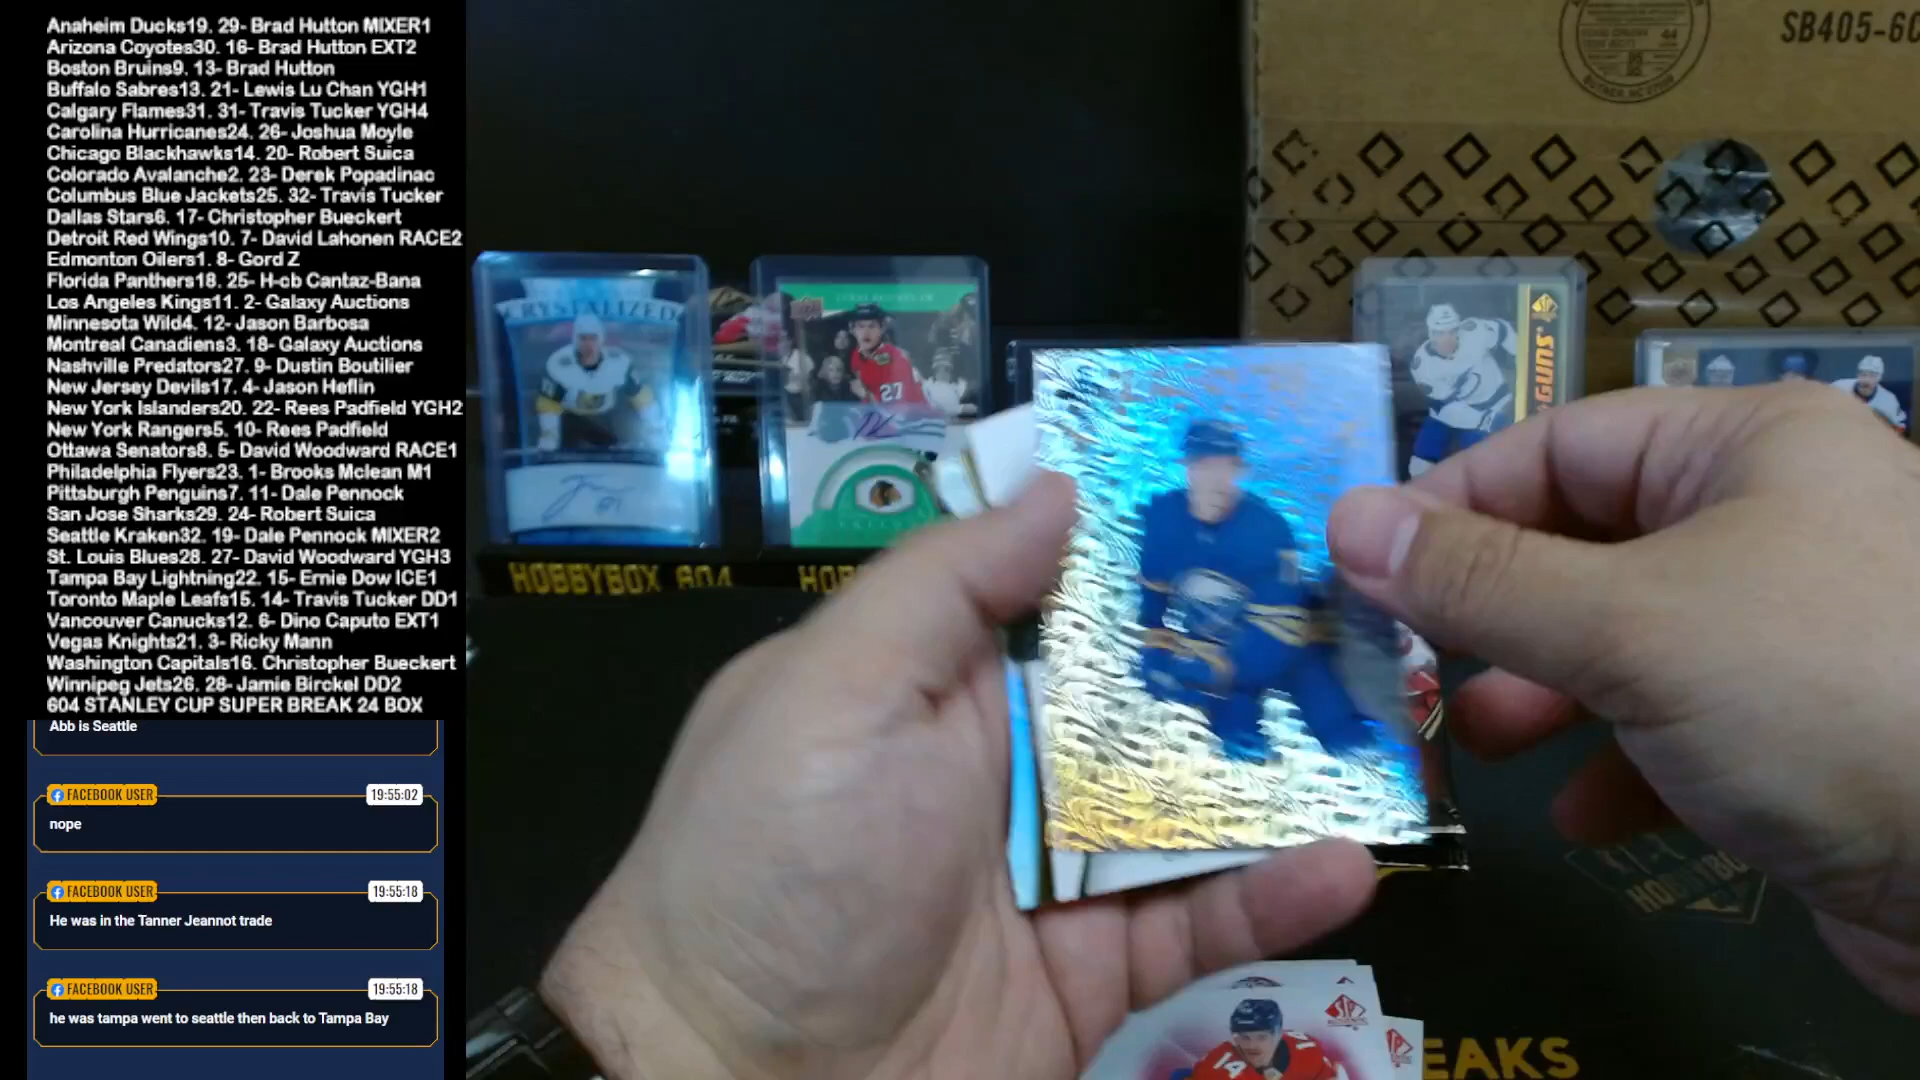 Anaheim Ducks19. 29- Brad Hutton MIXER1
Arizona Coyotes30. 16- Brad Hutton EXT2
Boston Bruins9. 13- Brad Hutton
Buffalo Sabres13. 21- Lewis Lu Chan YGH1
Calgary Flames31. 31- Travis Tucker YGH4
Carolina Hurricanes24. 26- Joshua Moyle
Chicago Blackhawks14. 20- Robert Suica
Colorado Avalanche2. 23- Derek Popadinac
Columbus Blue Jackets25. 32- Travis Tucker
Dallas Stars6. 17- Christopher Bueckert
Detroit Red Wings10. 7- David Lahonen RACE2
Edmonton Oilers1. 8- Gord Z
Florida Panthers18. 25- H-cb Cantaz-Bana
Los Angeles Kings11. 2- Galaxy Auctions
Minnesota Wild4. 12- Jason Barbosa
Montreal Canadiens3. 18- Galaxy Auctions
Nashville Predators27. 9- Dustin Boutilier
New Jersey Devils17. 4- Jason Heflin
New York Islanders20. 22- Rees Padfield YGH2
New York Rangers5. 10- Rees Padfield
Ottawa Senators8. 5- David Woodward RACE1
Philadelphia Flyers23. 1- Brooks Mclean M1
Pittsburgh Penguins7. 11- Dale Pennock
San Jose Sharks29. 24- Robert Suica
Seattle Kraken32. 19- Dale Pennock MIXER2
St. Louis Blues28. 27- David Woodward YGH3
Tampa Bay Lightning22. 15- Ernie Dow ICE1
Toronto Maple Leafs15. 14- Travis Tucker DD1
Vancouver Canucks12. 6- Dino Caputo EXT1
Vegas Knights21. 3- Ricky Mann
Washington Capitals16. Christopher Bueckert
Winnipeg Jets26. 28- Jamie Birckel DD2
604 STANLEY CUP SUPER BREAK 24 BOX
Abb is Seattle
FACEBOOK USER 19:55:02
nope
FACEBOOK USER 19:55:18
He was in the Tanner Jeannot trade
FACEBOOK USER 19:55:18
he was tampa went to seattle then back to Tampa Bay
SB405-6
44
CRYSTALIZED
27
GUNS
HOBBYBOX 604
14
EAKS